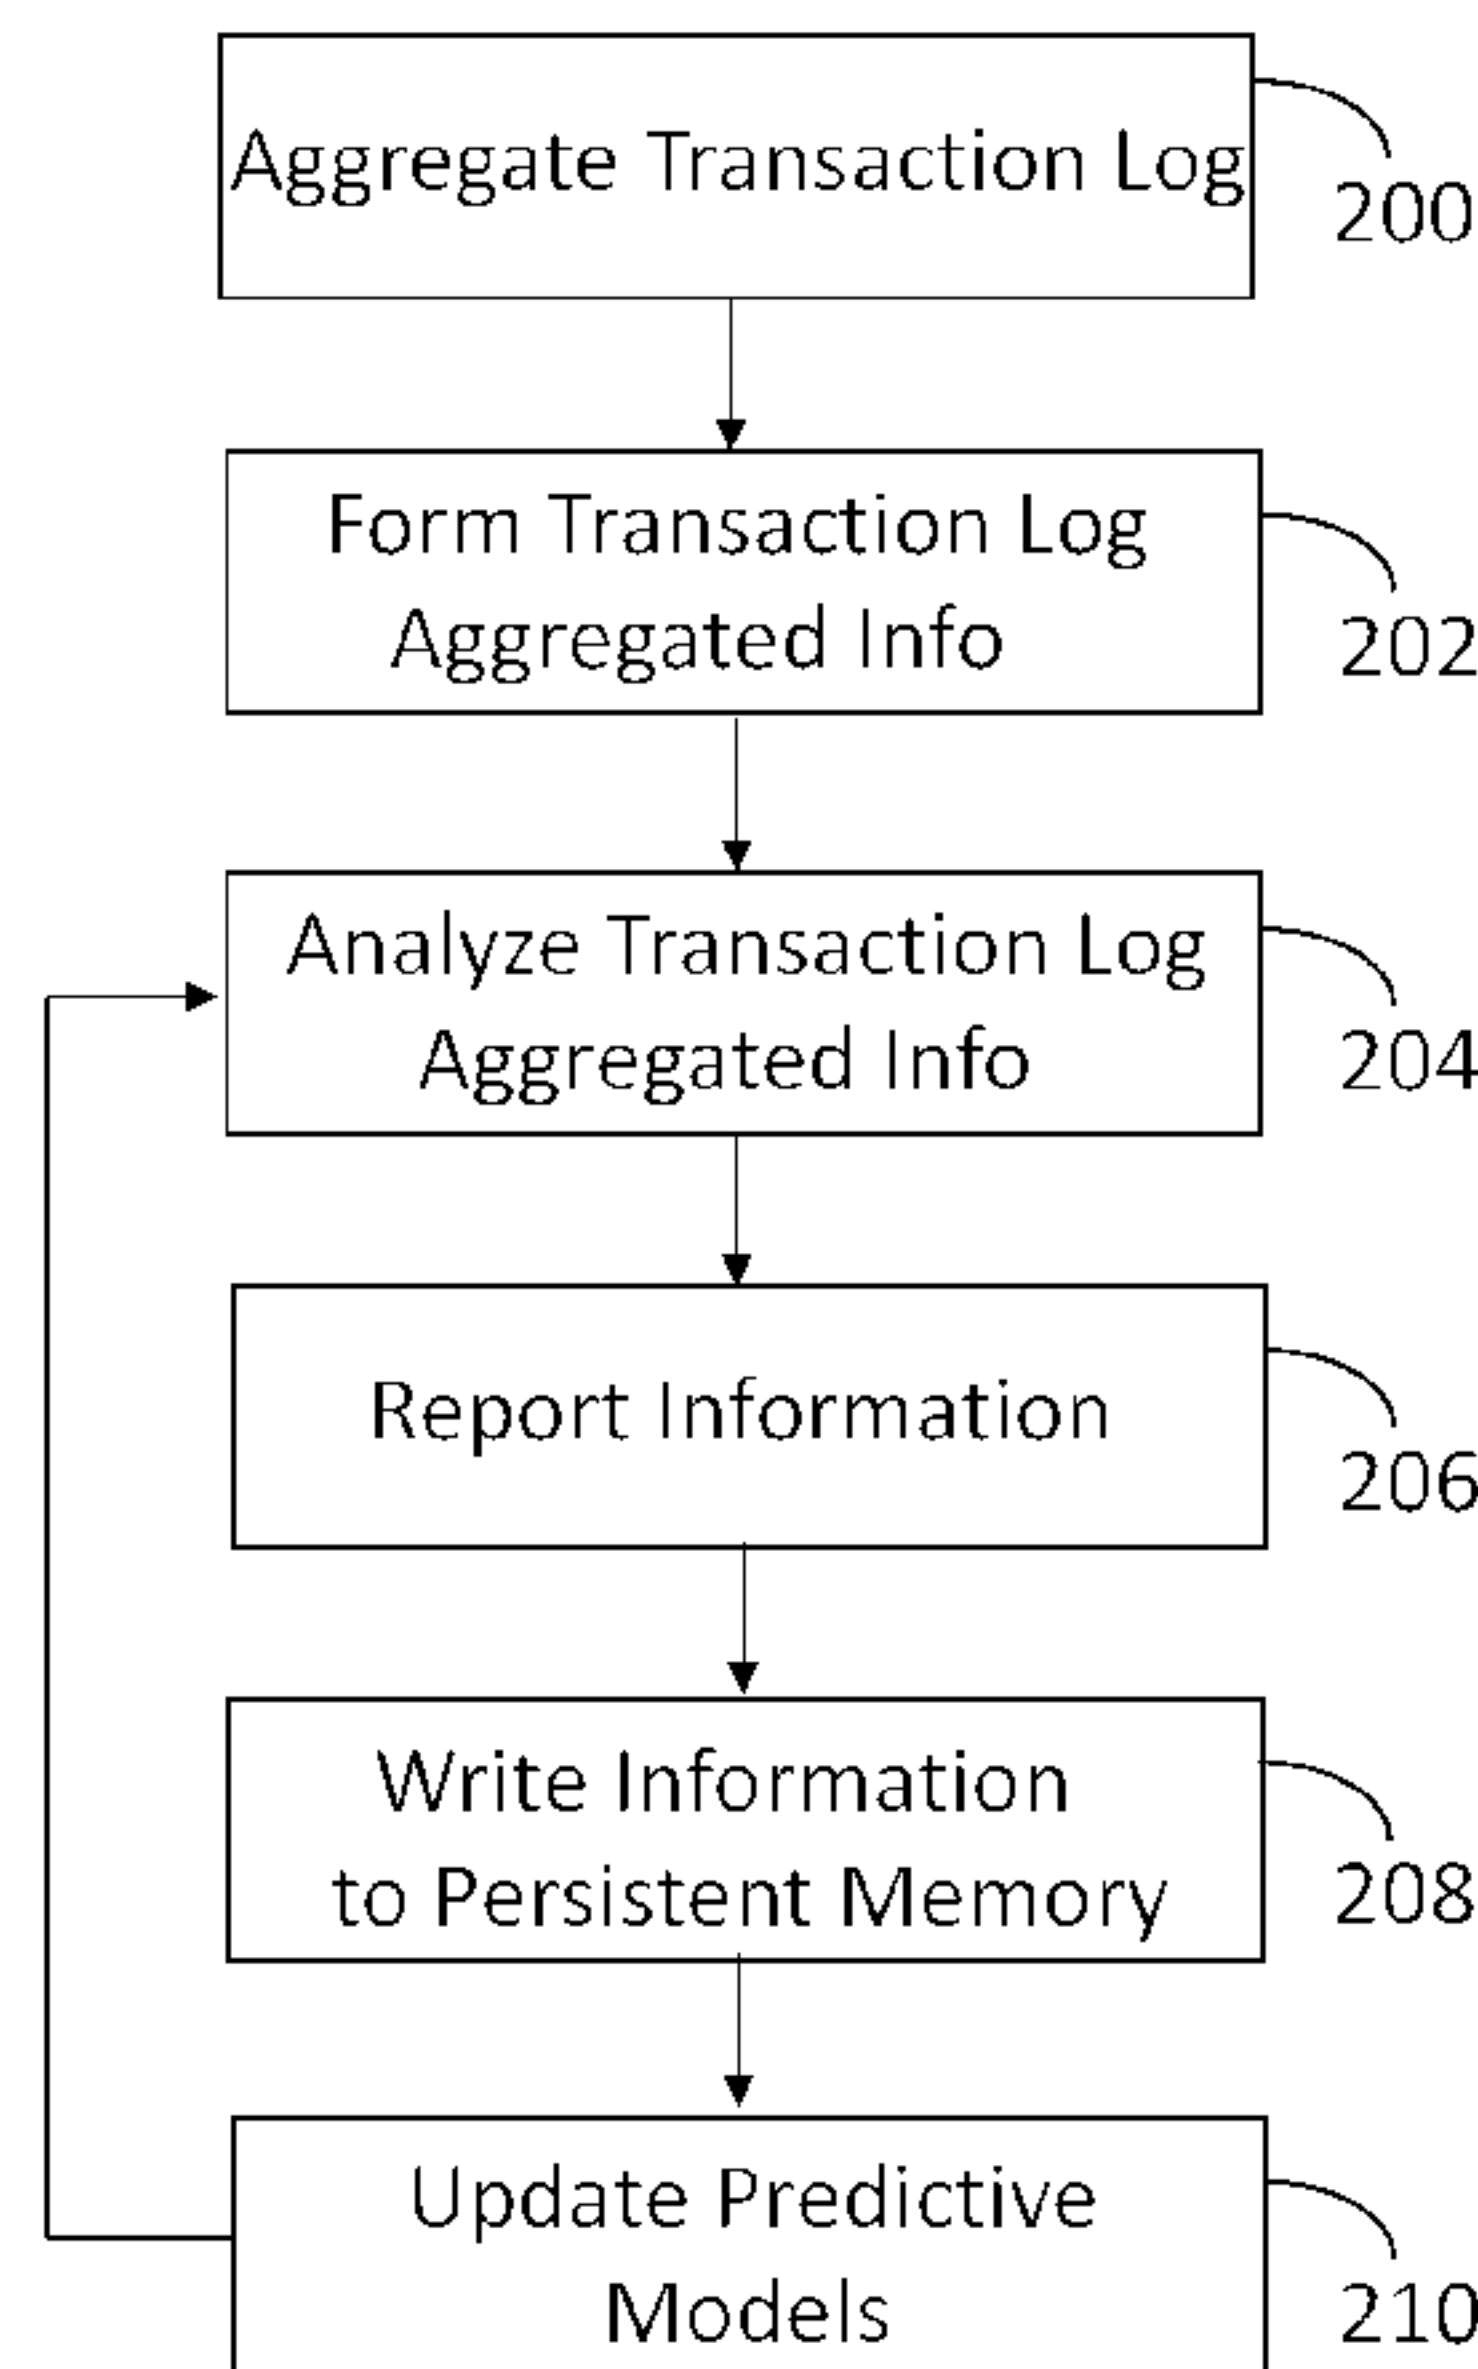 Aggregate Transaction Log
200
Form Transaction Log
Aggregated Info
202
Analyze Transaction Log
Aggregated Info
204
Report Information
206
Write Information
to Persistent Memory
208
Update Predictive
Models
210